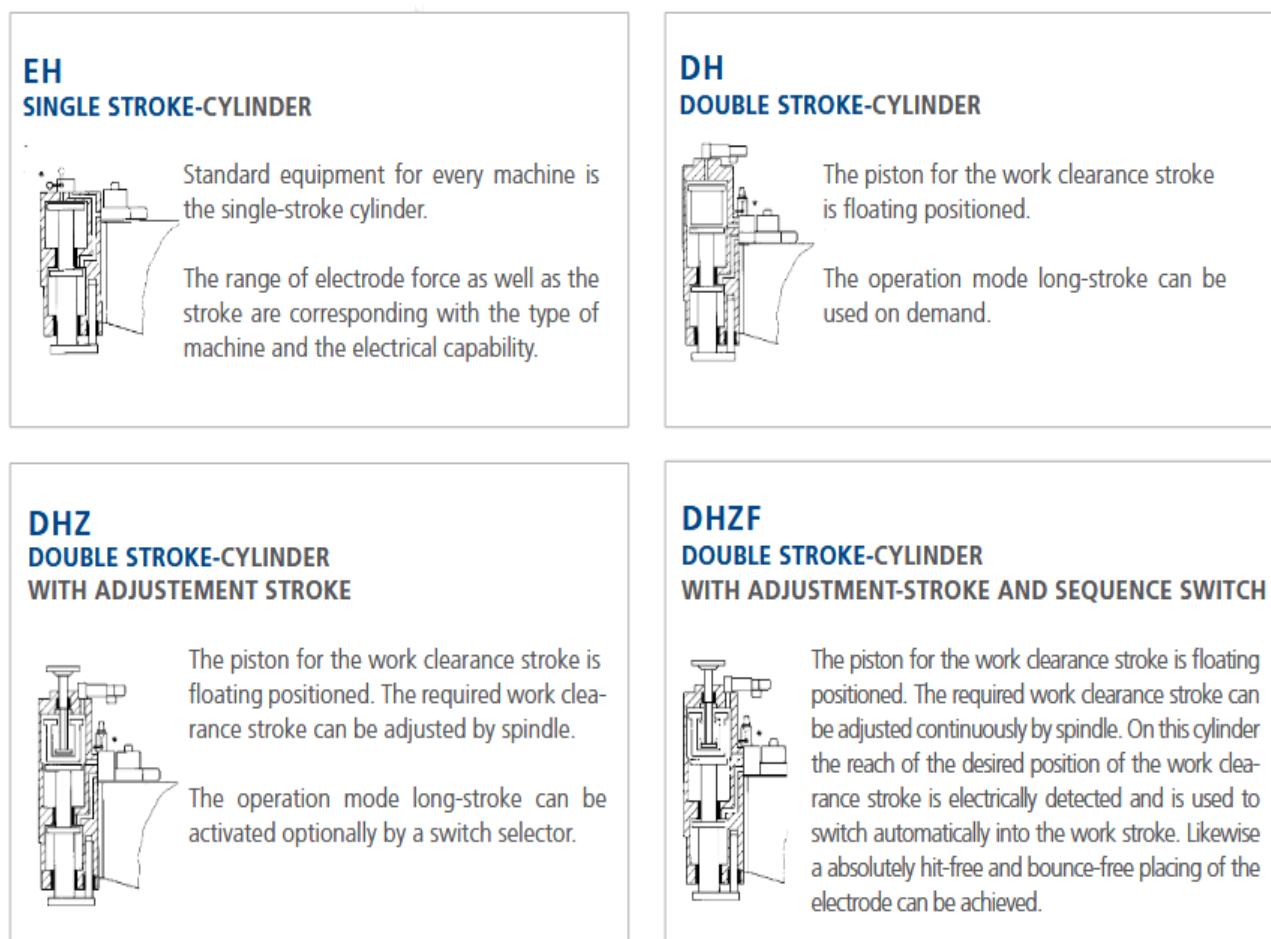 EH
SINGLE STROKE-CYLINDER
Standard equipment for every machine is
the single-stroke cylinder.
The range of electrode force as well as the
stroke are corresponding with the type of
machine and the electrical capability.
DH
DOUBLE STROKE-CYLINDER
The piston for the work clearance stroke
is floating positioned.
The operation mode long-stroke can be
used on demand.
DHZ
DOUBLE STROKE-CYLINDER
WITH ADJUSTEMENT STROKE
The piston for the work clearance stroke is
floating positioned. The required work clea-
rance stroke can be adjusted by spindle.
The operation mode long-stroke can be
activated optionally by a switch selector.
DHZF
DOUBLE STROKE-CYLINDER
WITH ADJUSTMENT-STROKE AND SEQUENCE SWITCH
The piston for the work clearance stroke is floating
positioned. The required work clearance stroke can
be adjusted continuously by spindle. On this cylinder
the reach of the desired position of the work clea-
rance stroke is electrically detected and is used to
switch automatically into the work stroke. Likewise
a absolutely hit-free and bounce-free placing of the
electrode can be achieved.